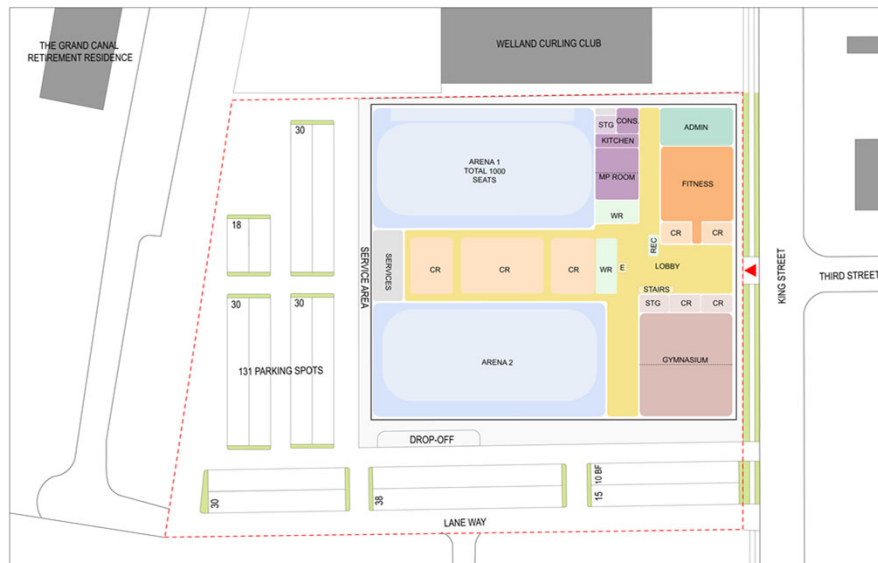 THE GRAND CANAL
RETIREMENT RESIDENCE
WELLAND CURLING CLUB
30
STG
CONS.
ADMIN
KITCHEN
ARENA 1
TOTAL 1000
SEATS
MP ROOM
FITNESS
WR
18
CR
CR
REC
SERVICE AREA
SERVICES
CR
CR
CR
WR
E
LOBBY
KING STREET
THIRD STREET
STAIRS
30
30
STG
CR
CR
ARENA 2
GYMNASIUM
131 PARKING SPOTS
DROP-OFF
30
38
15
10 BF
LANE WAY